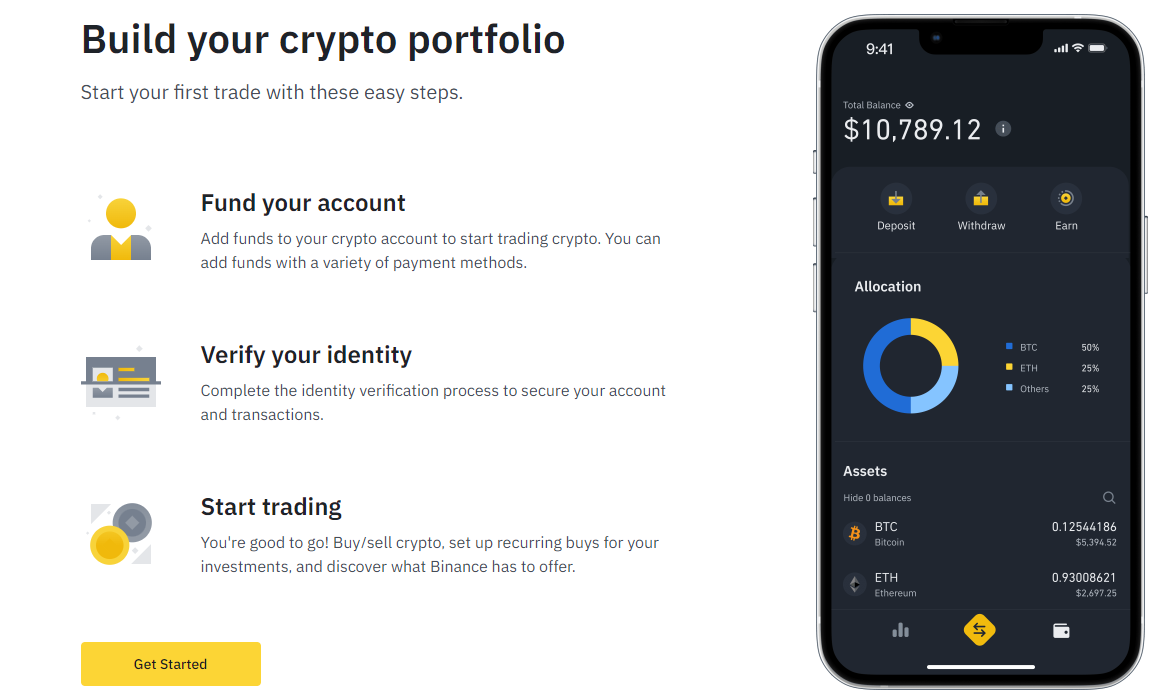 Build your crypto portfolio
Start your first trade with these easy steps.
Fund your account
Add funds to your crypto account to start trading crypto. You can
add funds with a variety of payment methods.
Verify your identity
Complete the identity verification process to secure your account
and transactions.
Start trading
You're good to go! Buy/sell crypto, set up recurring buys for your
investments, and discover what Binance has to offer.
Get Started
9:41
Total Balance
$10,789.12
Deposit Withdraw Earn
Allocation
BTC 50%
ETH 25%
Others 25%
Assets
Hide 0 balances
BTC 0.12544186
Bitcoin $5,394.52
ETH 0.93008621
Ethereum $2,697.25